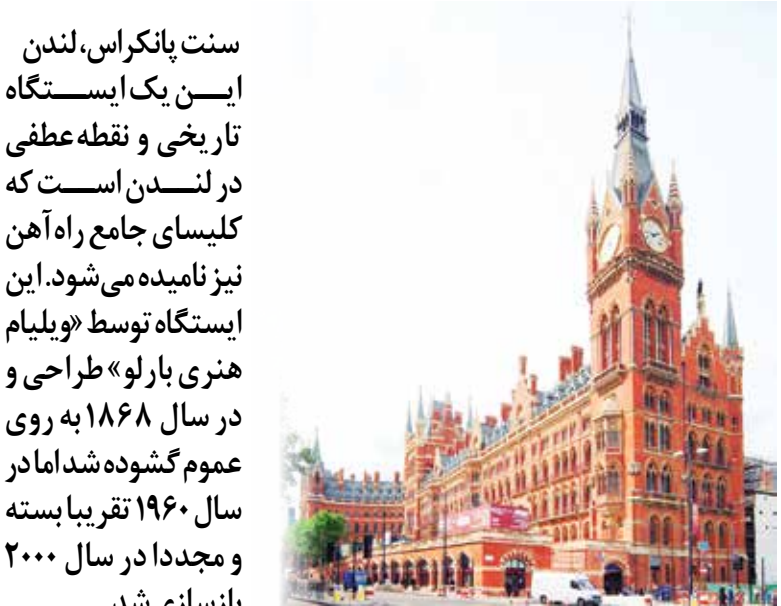 سنت پانکراس، لندن
این یک ایستگاه
تاریخی و نقطه عطفی
در لندن است که
کلیسای جامع راه آهن
نیز نامیده می‌شود. این
ایستگاه توسط «ویلیام
هنری بارلو» طراحی و
در سال ۱۸۶۸ به روی
عموم گشوده شد اما در
سال ۱۹۶۰ تقریبا بسته
و مجددا در سال ۲۰۰۰
بازسازی شد